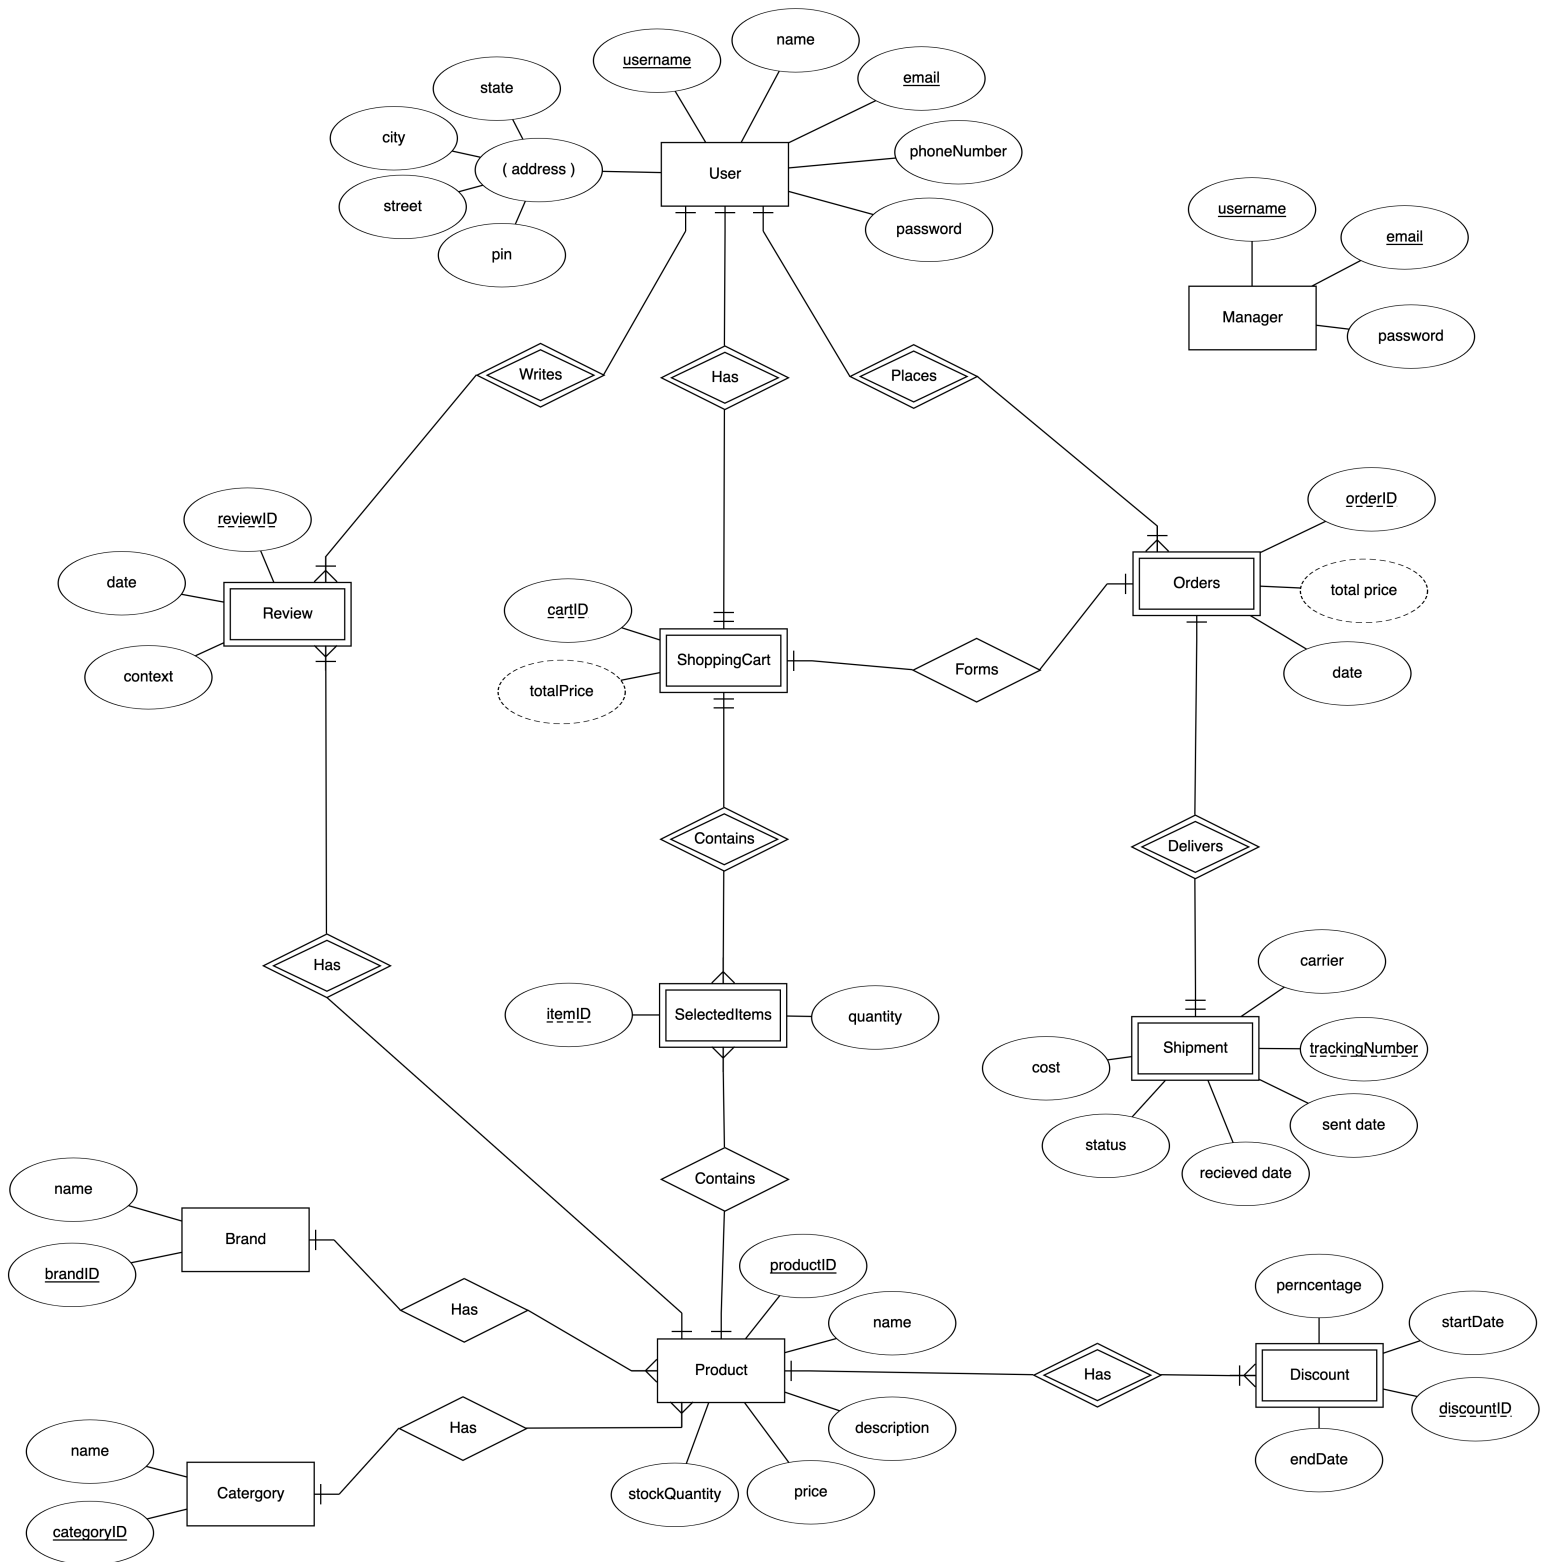 name
username
email
state
city
phoneNumber
( address )
User
street
username
password
email
pin
Manager
password
Writes
Has
Places
orderID
reviewID
date
Orders
total price
cartID
Review
ShoppingCart
Forms
date
context
totalPrice
Contains
Delivers
carrier
Has
itemID
SelectedItems
quantity
Shipment
trackingNumber
cost
sent date
status
recieved date
Contains
name
Brand
productID
brandID
perncentage
Has
name
startDate
Product
Has
Discount
discountID
Has
description
name
endDate
stockQuantity
price
Catergory
categoryID